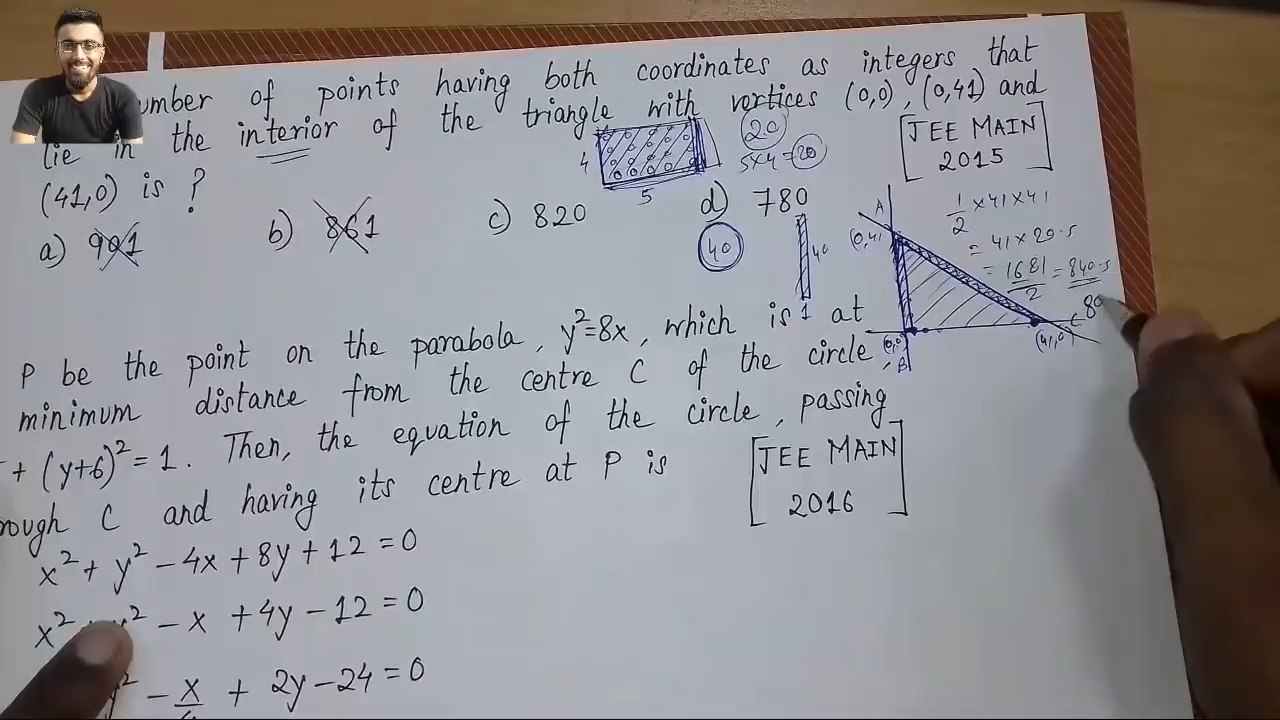 umber of points having both coordinates as integers that
lie in the interior of the triangle with vertices (0,0), (0,41) and
(41,0) is ?
[JEE MAIN
2015]
4
5
20
5×4=20
a) 901
b) 861
c) 820
d) 780
40
40
1
A
(0,41
(0,0)
B
(41,0)
C
1/2 ×41×41
= 41×20.5
= 1681/2 = 840.5
80
P be the point on the parabola, y²=8x, which is at
minimum distance from the centre C of the circle,
+ (y+6)² = 1. Then, the equation of the circle, passing
rough C and having its centre at P is
[JEE MAIN
2016]
x² + y² - 4x + 8y + 12 = 0
x² - x + 4y - 12 = 0
- x/ + 2y - 24 = 0